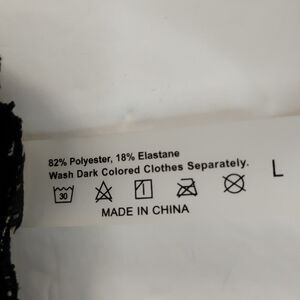 82% Polyester, 18% Elastane
Wash Dark Colored Clothes Separately.
30
L
MADE IN CHINA